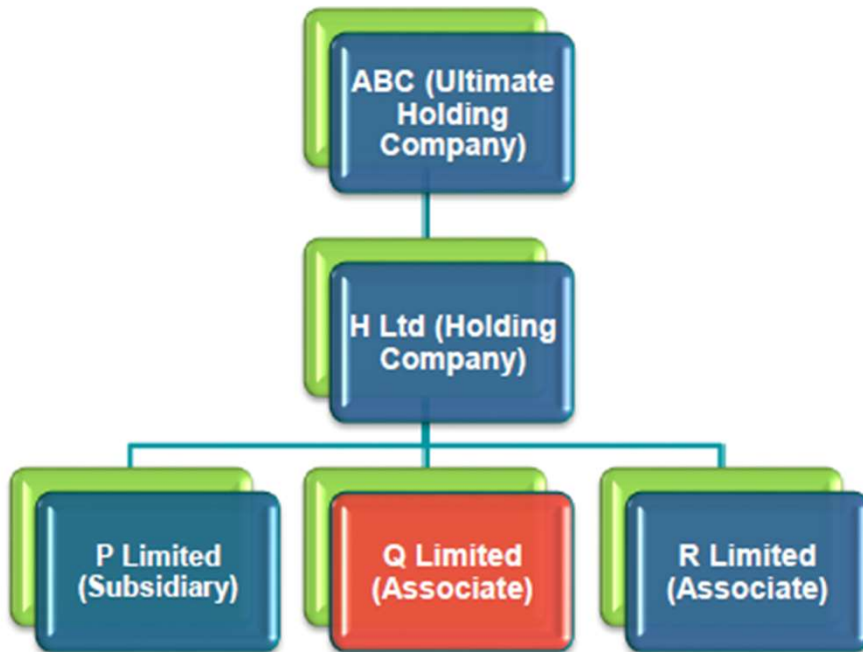 ABC (Ultimate
Holding
Company)
H Ltd (Holding
Company)
P Limited
(Subsidiary)
Q Limited
(Associate)
R Limited
(Associate)